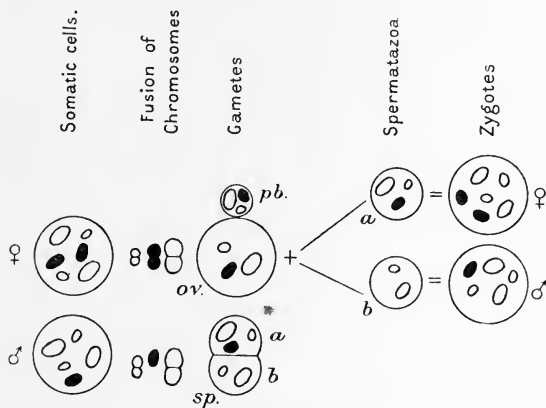 Somatic cells.
Fusion of
Chromosomes
Gametes
Spermatazoa
Zygotes
♀
pb.
ov.
+
a
=
♀
b
=
♂
♂
a
b
sp.